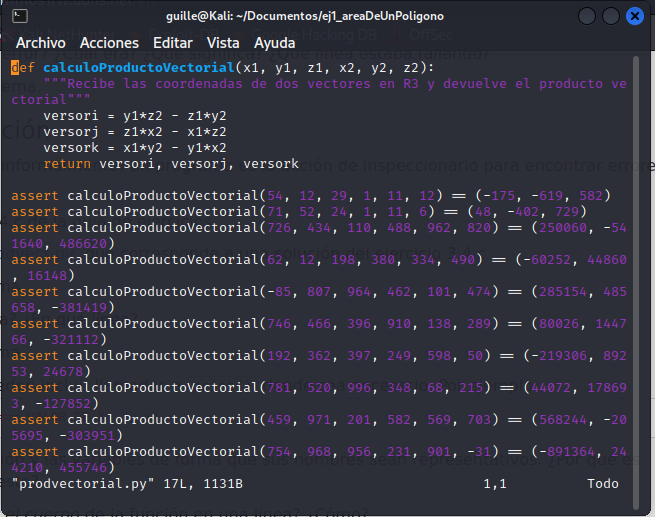 guille@Kali: ~/Documentos/ej1_areaDeUnPoligono
Archivo Acciones Editar Vista Ayuda
def calculoProductoVectorial(x1, y1, z1, x2, y2, z2):
"""Recibe las coordenadas de dos vectores en R3 y devuelve el producto ve
ctorial"""
versori = y1*z2 - z1*y2
versorj = z1*x2 - x1*z2
versork = x1*y2 - y1*x2
return versori, versorj, versork
assert calculoProductoVectorial(54, 12, 29, 1, 11, 12) == (-175, -619, 582)
assert calculoProductoVectorial(71, 52, 24, 1, 11, 6) == (48, -402, 729)
assert calculoProductoVectorial(726, 434, 110, 488, 962, 820) == (250060, -54
1640, 486620)
assert calculoProductoVectorial(62, 12, 198, 380, 334, 490) == (-60252, 44860
, 16148)
assert calculoProductoVectorial(-85, 807, 964, 462, 101, 474) == (285154, 485
658, -381419)
assert calculoProductoVectorial(746, 466, 396, 910, 138, 289) == (80026, 1447
66, -321112)
assert calculoProductoVectorial(192, 362, 397, 249, 598, 50) == (-219306, 892
53, 24678)
assert calculoProductoVectorial(781, 520, 996, 348, 68, 215) == (44072, 17869
3, -127852)
assert calculoProductoVectorial(459, 971, 201, 582, 569, 703) == (568244, -20
5695, -303951)
assert calculoProductoVectorial(754, 968, 956, 231, 901, -31) == (-891364, 24
4210, 455746)
"prodvectorial.py" 17L, 1131B 1,1 Todo